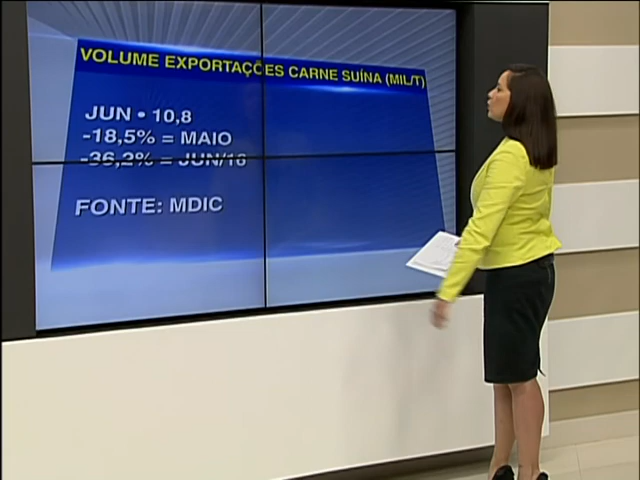 VOLUME EXPORTAÇÕES CARNE SUÍNA (MIL/T)
JUN • 10,8
-18,5% = MAIO
-36,2% = JUN/16
FONTE: MDIC